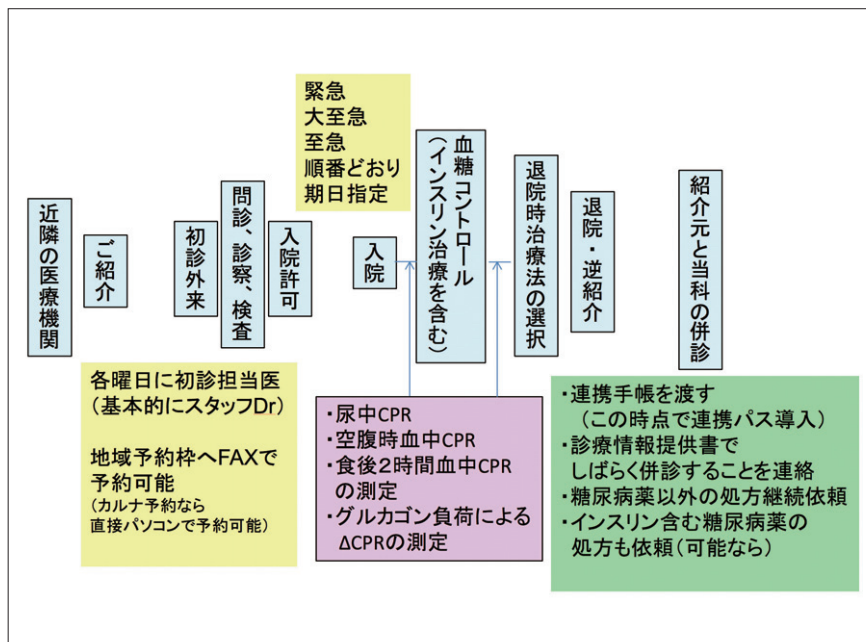 近隣の医療機関
ご紹介
初診外来
問診、診察、検査
入院許可
緊急
大至急
至急
順番どおり
期日指定
入院
血糖コントロール
(インスリン治療を含む)
退院時治療法の選択
退院・逆紹介
紹介元と当科の併診
各曜日に初診担当医
(基本的にスタッフDr)
地域予約枠へFAXで
予約可能
(カルナ予約なら
直接パソコンで予約可能)
・尿中CPR
・空腹時血中CPR
・食後2時間血中CPR
の測定
・グルカゴン負荷による
ΔCPRの測定
・連携手帳を渡す
(この時点で連携パス導入)
・診療情報提供書で
しばらく併診することを連絡
・糖尿病薬以外の処方継続依頼
・インスリン含む糖尿病薬の
処方も依頼(可能なら)